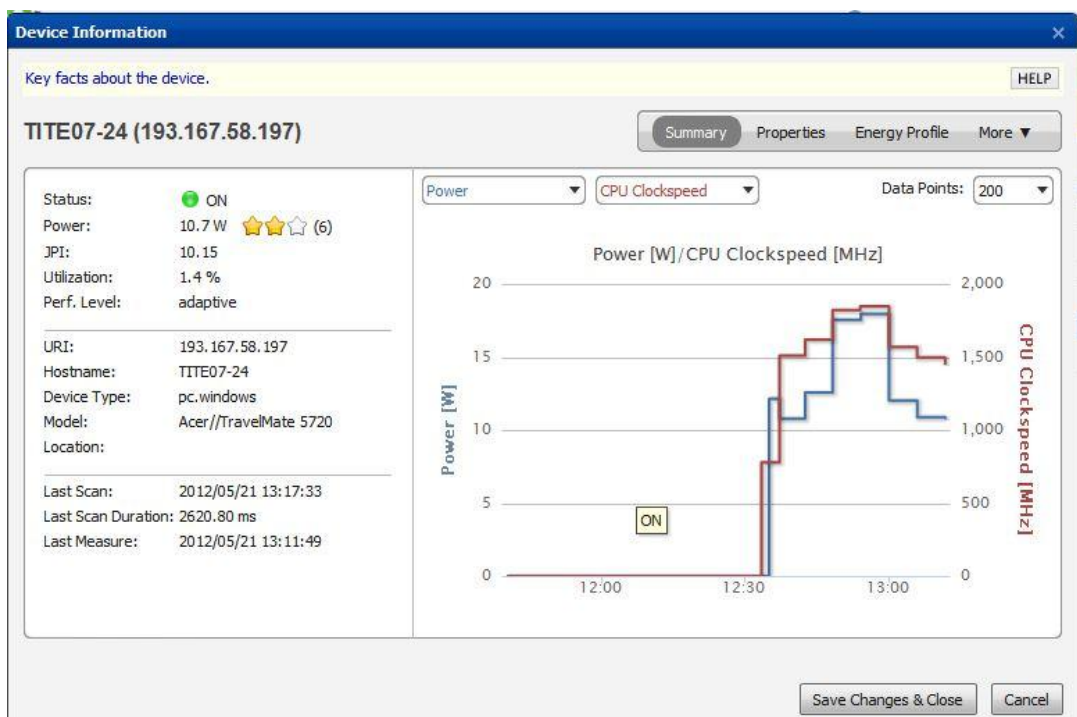 Device Information
Key facts about the device.
HELP
TITE07-24 (193.167.58.197)
Summary Properties Energy Profile More ▼
Status: ON
Power: 10.7 W (6)
JPI: 10.15
Utilization: 1.4 %
Perf. Level: adaptive
URI: 193.167.58.197
Hostname: TITE07-24
Device Type: pc.windows
Model: Acer//TravelMate 5720
Location:
Last Scan: 2012/05/21 13:17:33
Last Scan Duration: 2620.80 ms
Last Measure: 2012/05/21 13:11:49
Power CPU Clockspeed Data Points: 200
Power [W]/CPU Clockspeed [MHz]
20 2,000
15 1,500
10 1,000
5 500
0 0
Power [W]
CPU Clockspeed [MHz]
ON
12:00 12:30 13:00
Save Changes & Close Cancel